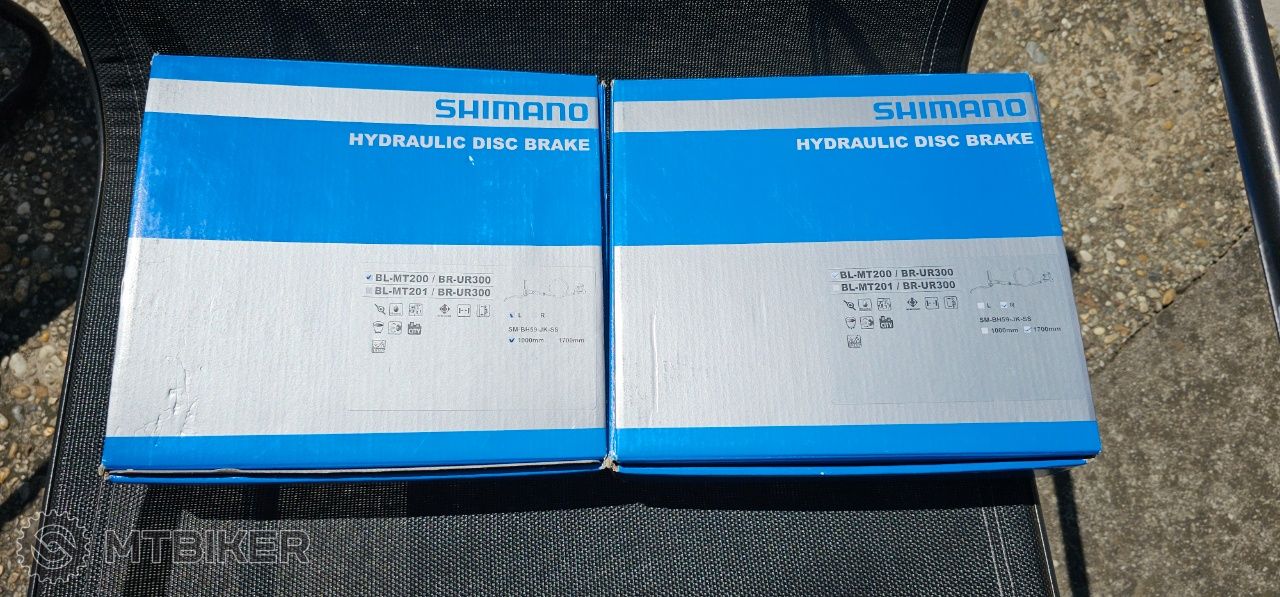 SHIMANO
HYDRAULIC DISC BRAKE
BL-MT200 / BR-UR300
BL-MT201 / BR-UR300
L R
SM-BH59-JK-SS
1000mm 1700mm
SHIMANO
HYDRAULIC DISC BRAKE
BL-MT200 / BR-UR300
BL-MT201 / BR-UR300
L R
SM-BH59-JK-SS
1000mm 1700mm
MTBIKER